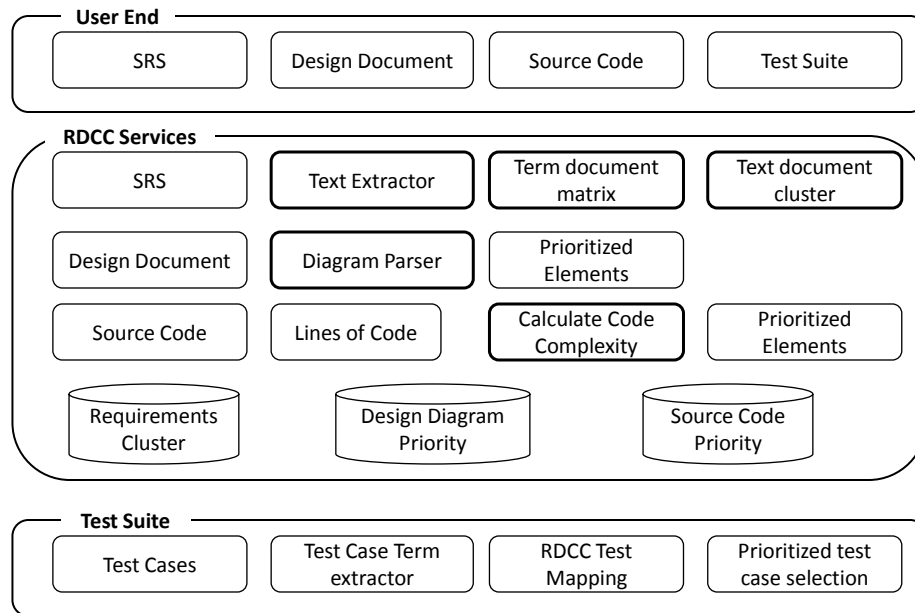 User End
SRS
Design Document
Source Code
Test Suite
RDCC Services
SRS
Text Extractor
Term document
matrix
Text document
cluster
Design Document
Diagram Parser
Prioritized
Elements
Source Code
Lines of Code
Calculate Code
Complexity
Prioritized
Elements
Requirements
Cluster
Design Diagram
Priority
Source Code
Priority
Test Suite
Test Cases
Test Case Term
extractor
RDCC Test
Mapping
Prioritized test
case selection